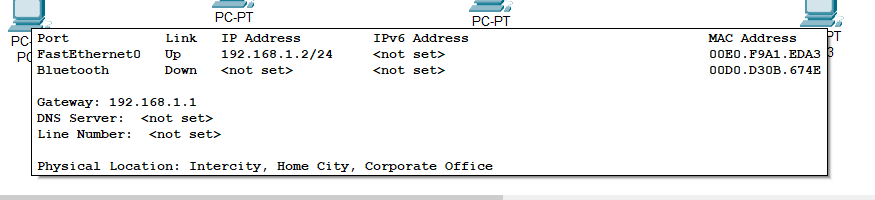 PC-PT
PC-PT
PC
PC
PT
3
Port Link IP Address IPv6 Address MAC Address
FastEthernet0 Up 192.168.1.2/24 <not set> 00E0.F9A1.EDA3
Bluetooth Down <not set> <not set> 00D0.D30B.674E
Gateway: 192.168.1.1
DNS Server: <not set>
Line Number: <not set>
Physical Location: Intercity, Home City, Corporate Office